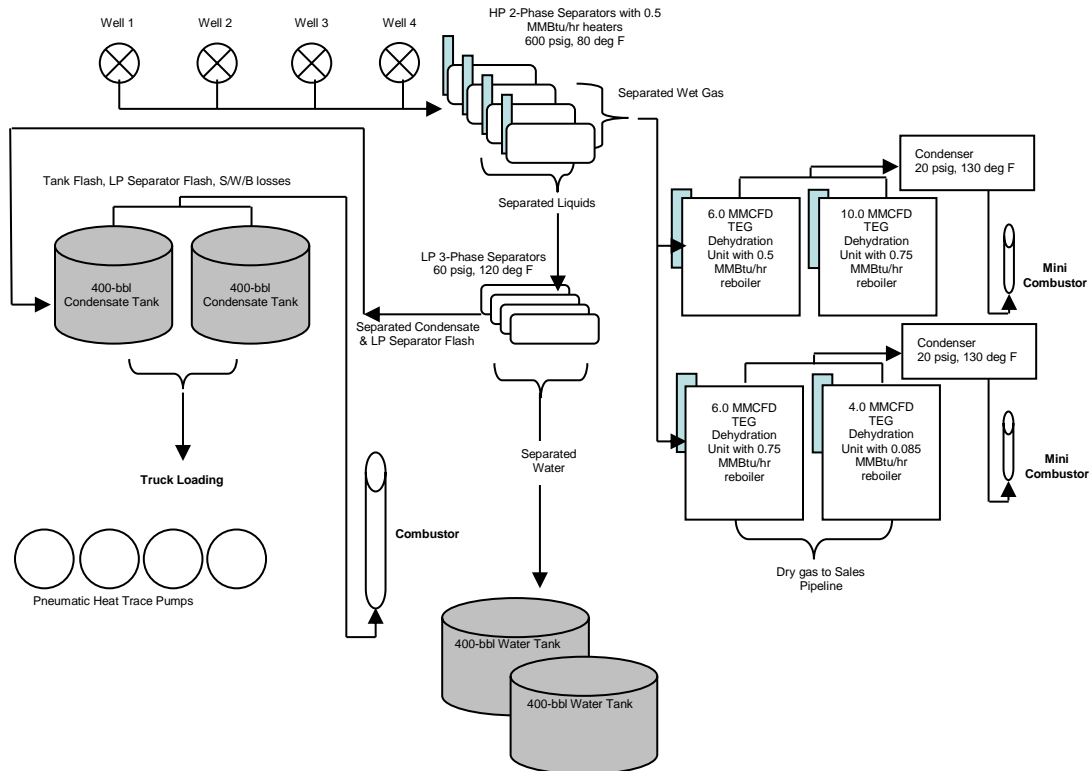 Well 1
Well 2
Well 3
Well 4
HP 2-Phase Separators with 0.5
MMBtu/hr heaters
600 psig, 80 deg F
Separated Wet Gas
Condenser
20 psig, 130 deg F
Tank Flash, LP Separator Flash, S/W/B losses
Separated Liquids
6.0 MMCFD
TEG
Dehydration
Unit with 0.5
MMBtu/hr
reboiler
10.0 MMCFD
TEG
Dehydration
Unit with 0.75
MMBtu/hr
reboiler
Mini
Combustor
LP 3-Phase Separators
60 psig, 120 deg F
400-bbl
Condensate Tank
400-bbl
Condensate Tank
Separated Condensate
& LP Separator Flash
Condenser
20 psig, 130 deg F
6.0 MMCFD
TEG
Dehydration
Unit with 0.75
MMBtu/hr
reboiler
4.0 MMCFD
TEG
Dehydration
Unit with 0.085
MMBtu/hr
reboiler
Mini
Combustor
Separated
Water
Truck Loading
Combustor
Dry gas to Sales
Pipeline
Pneumatic Heat Trace Pumps
400-bbl Water Tank
400-bbl Water Tank